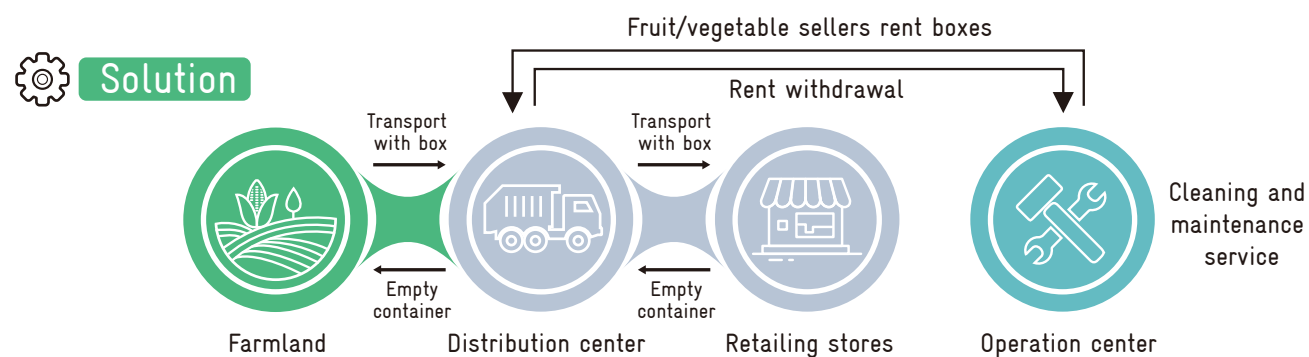 Fruit/vegetable sellers rent boxes
Solution
Rent withdrawal
Transport
with box
Transport
with box
Cleaning and
maintenance
service
Empty
container
Empty
container
Farmland
Distribution center
Retailing stores
Operation center